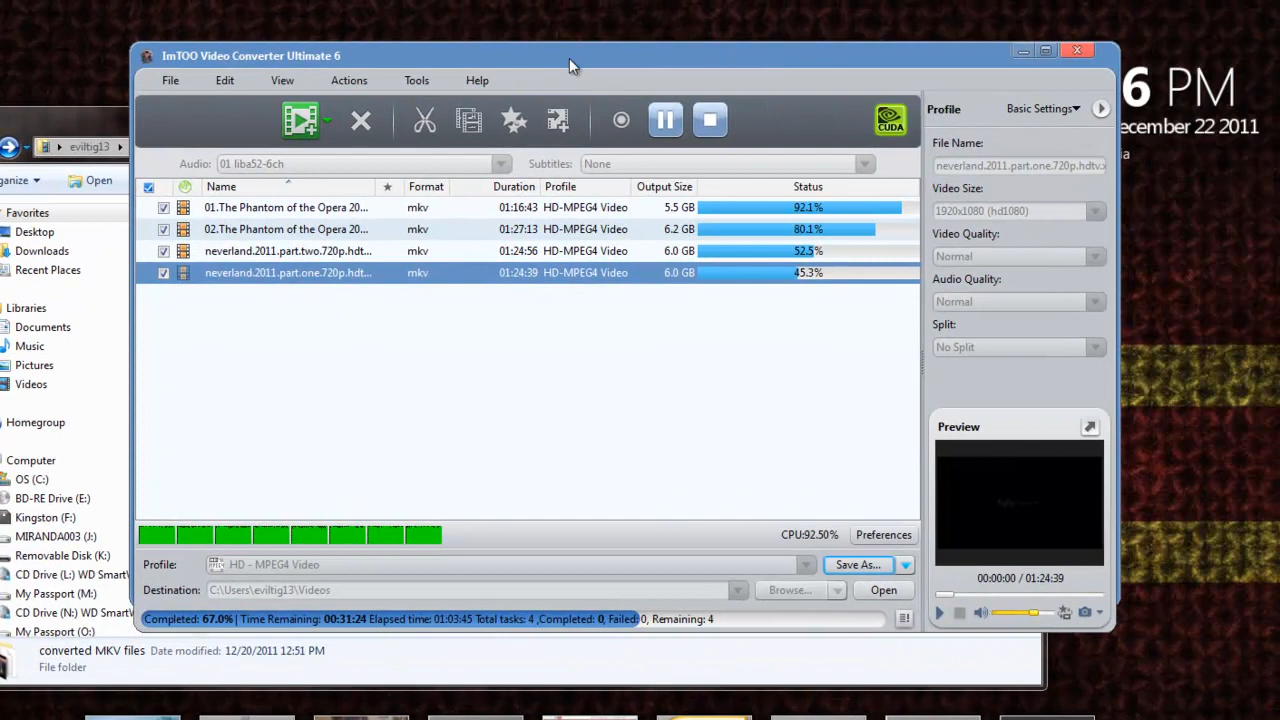 ImTOO Video Converter Ultimate 6
File Edit View Actions Tools Help
6 PM
ecember 22 2011
ia
CUDA
Profile Basic Settings
Audio: 01 liba52-6ch Subtitles: None
Name Format Duration Profile Output Size Status
01.The Phantom of the Opera 20... mkv 01:16:43 HD-MPEG4 Video 5.5 GB 92.1%
02.The Phantom of the Opera 20... mkv 01:27:13 HD-MPEG4 Video 6.2 GB 80.1%
neverland.2011.part.two.720p.hdt... mkv 01:24:56 HD-MPEG4 Video 6.0 GB 52.5%
neverland.2011.part.one.720p.hdt... mkv 01:24:39 HD-MPEG4 Video 6.0 GB 45.3%
File Name:
neverland.2011.part.one.720p.hdtv.x
Video Size:
1920x1080 (hd1080)
Video Quality:
Normal
Audio Quality:
Normal
Split:
No Split
Preview
00:00:00 / 01:24:39
CPU:92.50% Preferences
Profile: HD - MPEG4 Video Save As...
Destination: C:\Users\eviltig13\Videos Browse... Open
Completed: 67.0% | Time Remaining: 00:31:24 Elapsed time: 01:03:45 Total tasks: 4 ,Completed: 0, Failed: 0, Remaining: 4
eviltig13
ganize Open
Favorites
Desktop
Downloads
Recent Places
Libraries
Documents
Music
Pictures
Videos
Homegroup
Computer
OS (C:)
BD-RE Drive (E:)
Kingston (F:)
MIRANDA003 (J:)
Removable Disk (K:)
CD Drive (L:) WD Smart
My Passport (M:)
CD Drive (N:) WD Smart
My Passport (O:)
converted MKV files Date modified: 12/20/2011 12:51 PM
File folder